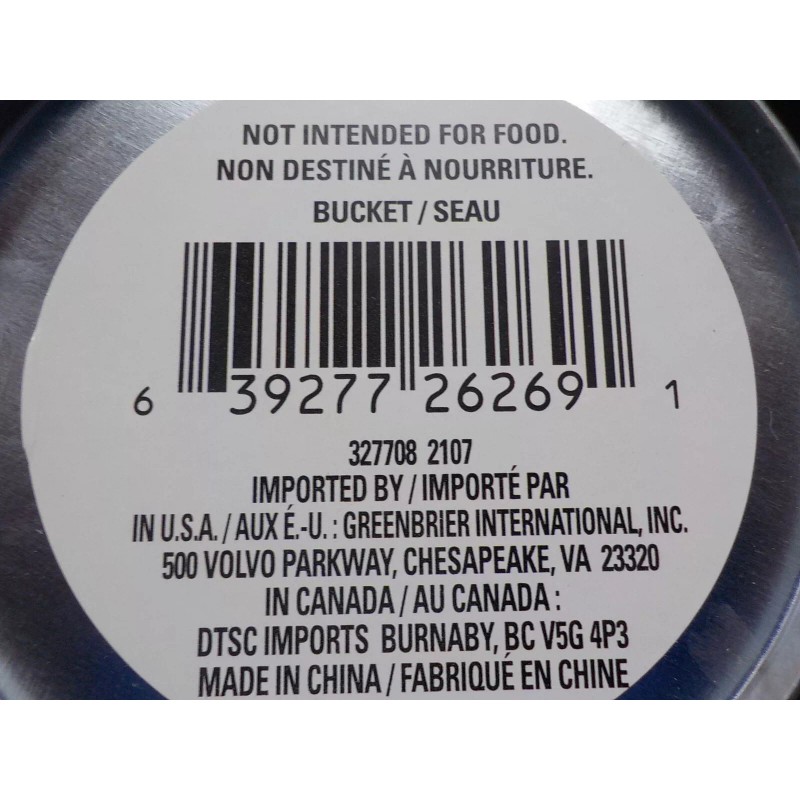 NOT INTENDED FOR FOOD.
NON DESTINÉ À NOURRITURE.
BUCKET / SEAU
6 39277 26269 1
327708 2107
IMPORTED BY / IMPORTÉ PAR
IN U.S.A. / AUX É.-U. : GREENBRIER INTERNATIONAL, INC.
500 VOLVO PARKWAY, CHESAPEAKE, VA 23320
IN CANADA / AU CANADA :
DTSC IMPORTS BURNABY, BC V5G 4P3
MADE IN CHINA / FABRIQUÉ EN CHINE